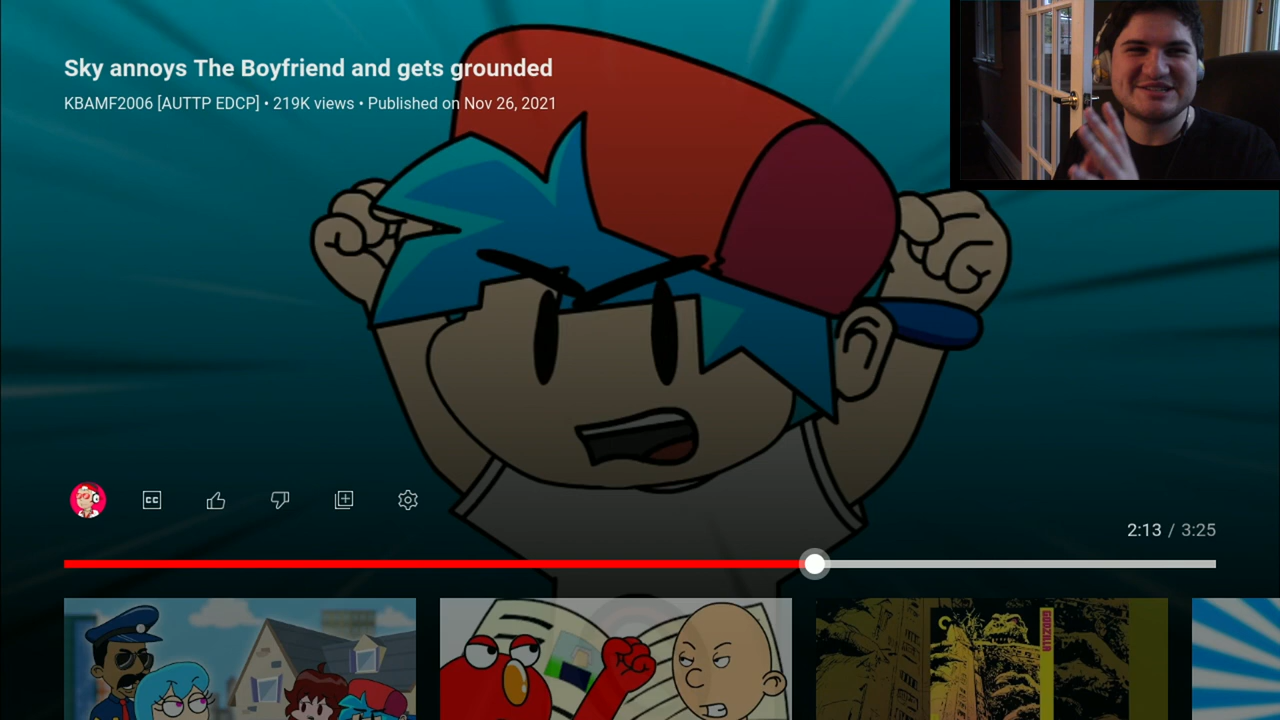 Sky annoys The Boyfriend and gets grounded
KBAMF2006 [AUTTP EDCP] • 219K views • Published on Nov 26, 2021
CC
2:13 / 3:25
GODZILLA